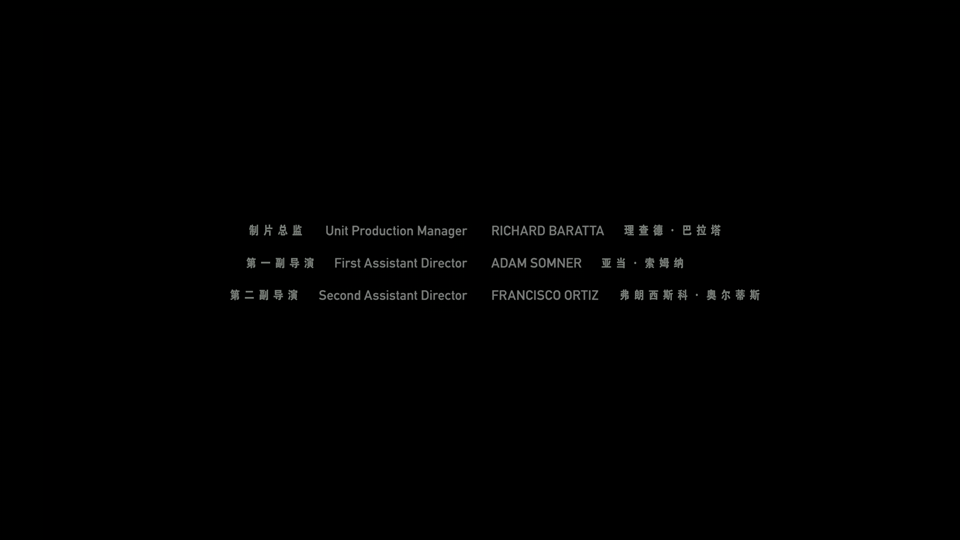 制片总监 Unit Production Manager RICHARD BARATTA 理查德·巴拉塔
第一副导演 First Assistant Director ADAM SOMNER 亚当·索姆纳
第二副导演 Second Assistant Director FRANCISCO ORTIZ 弗朗西斯科·奥尔蒂斯